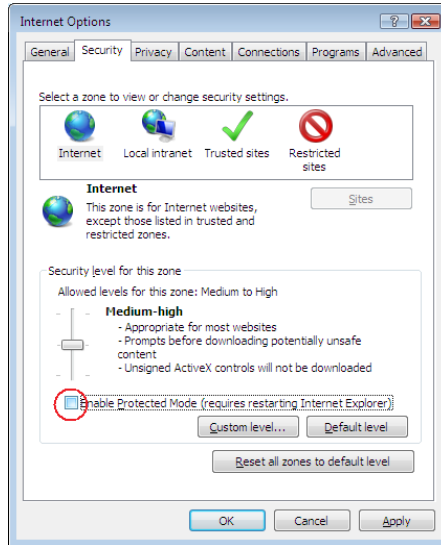 Internet Options
General Security Privacy Content Connections Programs Advanced
Select a zone to view or change security settings.
Internet Local intranet Trusted sites Restricted
sites
Internet
Sites
This zone is for Internet websites,
except those listed in trusted and
restricted zones.
Security level for this zone
Allowed levels for this zone: Medium to High
Medium-high
- Appropriate for most websites
- Prompts before downloading potentially unsafe
content
- Unsigned ActiveX controls will not be downloaded
Enable Protected Mode (requires restarting Internet Explorer)
Custom level... Default level
Reset all zones to default level
OK Cancel Apply